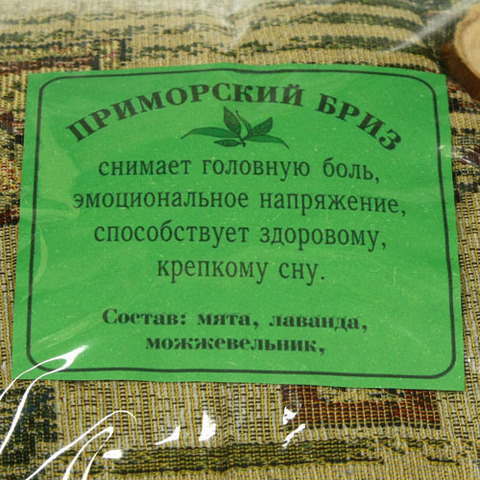 ПРИМОРСКИЙ БРИЗ
снимает головную боль,
эмоциональное напряжение,
способствует здоровому,
крепкому сну.
Состав: мята, лаванда,
можжевельник,